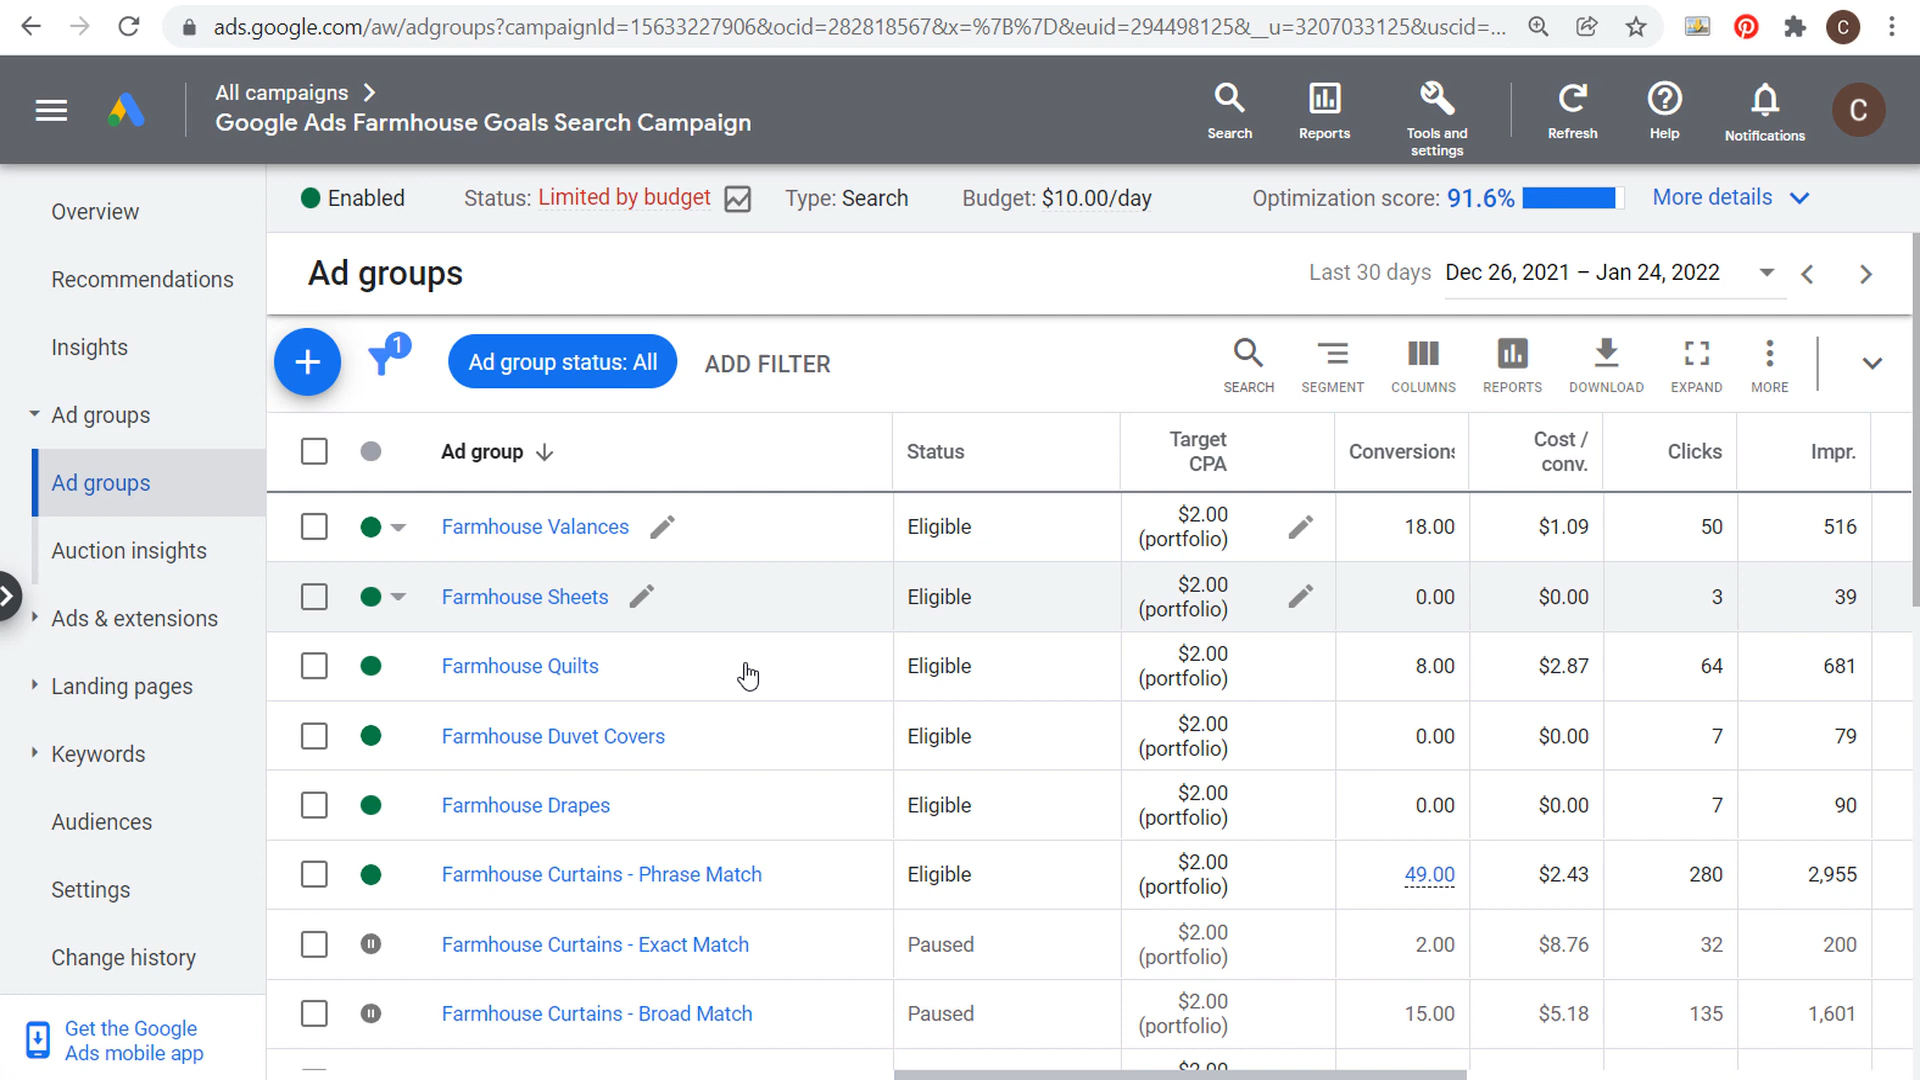 ads.google.com/aw/adgroups?campaignId=15633227906&ocid=282818567&x=%7B%7D&euid=294498125&__u=3207033125&uscid=...
C
All campaigns
Google Ads Farmhouse Goals Search Campaign
Search
Reports
Tools and settings
Refresh
Help
Notifications
C
Enabled
Status: Limited by budget
Type: Search
Budget: $10.00/day
Optimization score: 91.6%
More details
Overview
Recommendations
Insights
Ad groups
Ad groups
Auction insights
Ads & extensions
Landing pages
Keywords
Audiences
Settings
Change history
Get the Google
Ads mobile app
Ad groups
Last 30 days Dec 26, 2021 – Jan 24, 2022
1
Ad group status: All
ADD FILTER
SEARCH
SEGMENT
COLUMNS
REPORTS
DOWNLOAD
EXPAND
MORE
Ad group Status Target CPA Conversions Cost / conv. Clicks Impr.
Farmhouse Valances Eligible $2.00 (portfolio) 18.00 $1.09 50 516
Farmhouse Sheets Eligible $2.00 (portfolio) 0.00 $0.00 3 39
Farmhouse Quilts Eligible $2.00 (portfolio) 8.00 $2.87 64 681
Farmhouse Duvet Covers Eligible $2.00 (portfolio) 0.00 $0.00 7 79
Farmhouse Drapes Eligible $2.00 (portfolio) 0.00 $0.00 7 90
Farmhouse Curtains - Phrase Match Eligible $2.00 (portfolio) 49.00 $2.43 280 2,955
Farmhouse Curtains - Exact Match Paused $2.00 (portfolio) 2.00 $8.76 32 200
Farmhouse Curtains - Broad Match Paused $2.00 (portfolio) 15.00 $5.18 135 1,601
$2.00